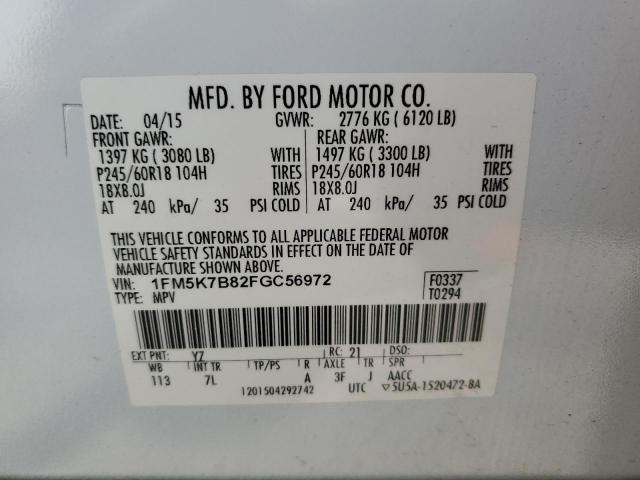 MFD. BY FORD MOTOR CO.
DATE: 04/15 GVWR: 2776 KG ( 6120 LB)
FRONT GAWR: REAR GAWR:
1397 KG ( 3080 LB) WITH 1497 KG ( 3300 LB) WITH
P245/60R18 104H TIRES P245/60R18 104H TIRES
18X8.0J RIMS 18X8.0J RIMS
AT 240 kPa/ 35 PSI COLD AT 240 kPa/ 35 PSI COLD
THIS VEHICLE CONFORMS TO ALL APPLICABLE FEDERAL MOTOR
VEHICLE SAFETY STANDARDS IN EFFECT ON THE DATE OF
MANUFACTURE SHOWN ABOVE.
VIN: 1FM5K7B82FGC56972 F0337
TYPE: MPV T0294
EXT PNT: YZ RC: 21 DSO:
WB INT TR TP/PS R AXLE TR SPR
113 7L A 3F J AACC
1201504292742 UTC ▽5U5A-1520472-BA